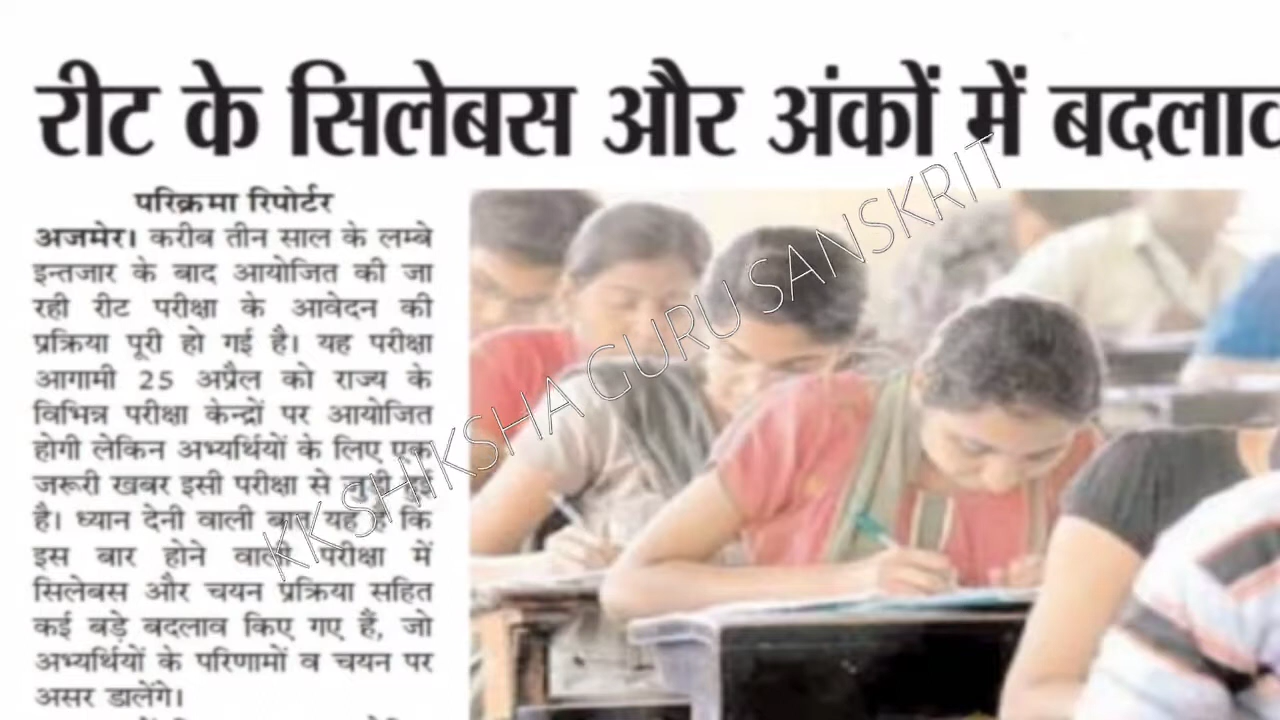 रीट के सिलेबस और अंकों में बदलाव
परिक्रमा रिपोर्टर
अजमेर। करीब तीन साल के लम्बे
इन्तजार के बाद आयोजित की जा
रही रीट परीक्षा के आवेदन की
प्रक्रिया पूरी हो गई है। यह परीक्षा
आगामी 25 अप्रैल को राज्य के
विभिन्न परीक्षा केन्द्रों पर आयोजित
होगी लेकिन अभ्यर्थियों के लिए एक
जरूरी खबर इसी परीक्षा से जुड़ी हुई
है। ध्यान देनी वाली बात यह है कि
इस बार होने वाली परीक्षा में
सिलेबस और चयन प्रक्रिया सहित
कई बड़े बदलाव किए गए हैं, जो
अभ्यर्थियों के परिणामों व चयन पर
असर डालेंगे।
KK SHIKSHA GURU SANSKRIT